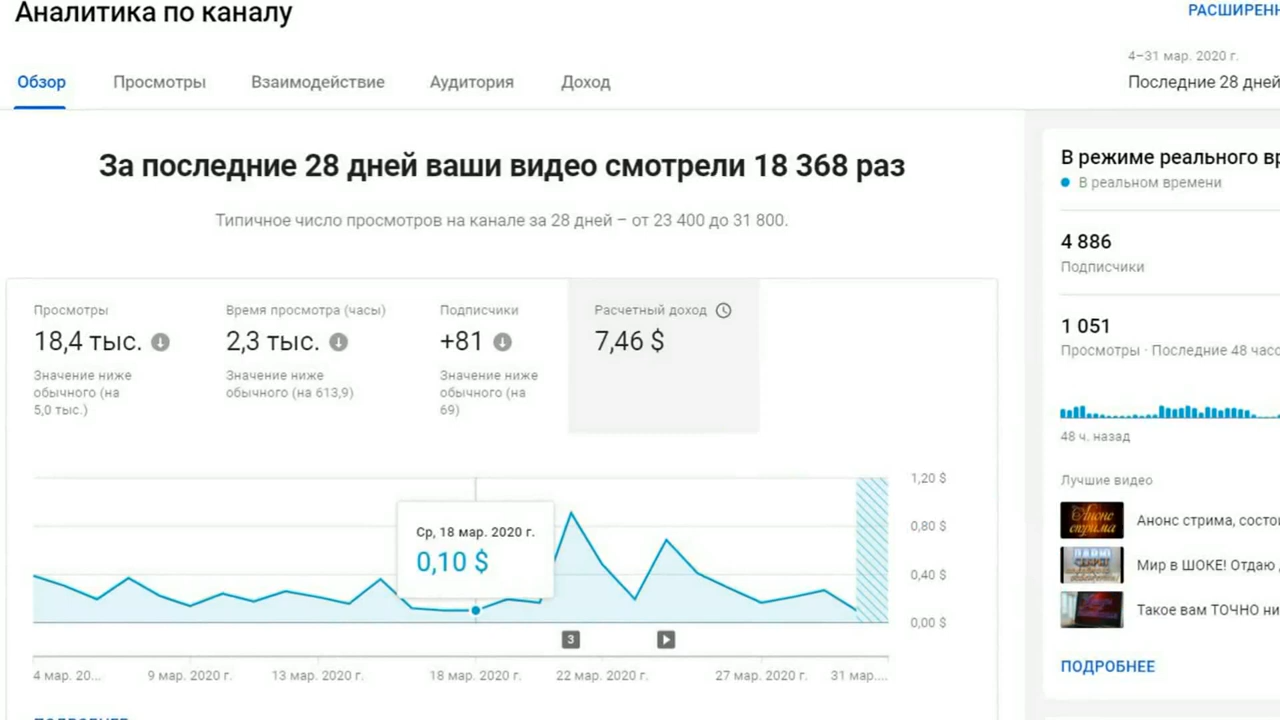 Аналитика по каналу
РАСШИРЕНН
4–31 мар. 2020 г.
Последние 28 дней
Обзор
Просмотры
Взаимодействие
Аудитория
Доход
За последние 28 дней ваши видео смотрели 18 368 раз
Типичное число просмотров на канале за 28 дней – от 23 400 до 31 800.
Просмотры
18,4 тыс.
Значение ниже
обычного (на
5,0 тыс.)
Время просмотра (часы)
2,3 тыс.
Значение ниже
обычного (на 613,9)
Подписчики
+81
Значение ниже
обычного (на
69)
Расчетный доход
7,46 $
1,20 $
0,80 $
0,40 $
0,00 $
Ср, 18 мар. 2020 г.
0,10 $
3
4 мар. 20...
9 мар. 2020 г.
13 мар. 2020 г.
18 мар. 2020 г.
22 мар. 2020 г.
27 мар. 2020 г.
31 мар....
В режиме реального вр
В реальном времени
4 886
Подписчики
1 051
Просмотры · Последние 48 часо
48 ч. назад
Лучшие видео
Анонс стрима
Анонс стрима, состо
Мир в ШОКЕ! Отдаю
Такое вам ТОЧНО ни
ПОДРОБНЕЕ
ПОДРОБНЕЕ